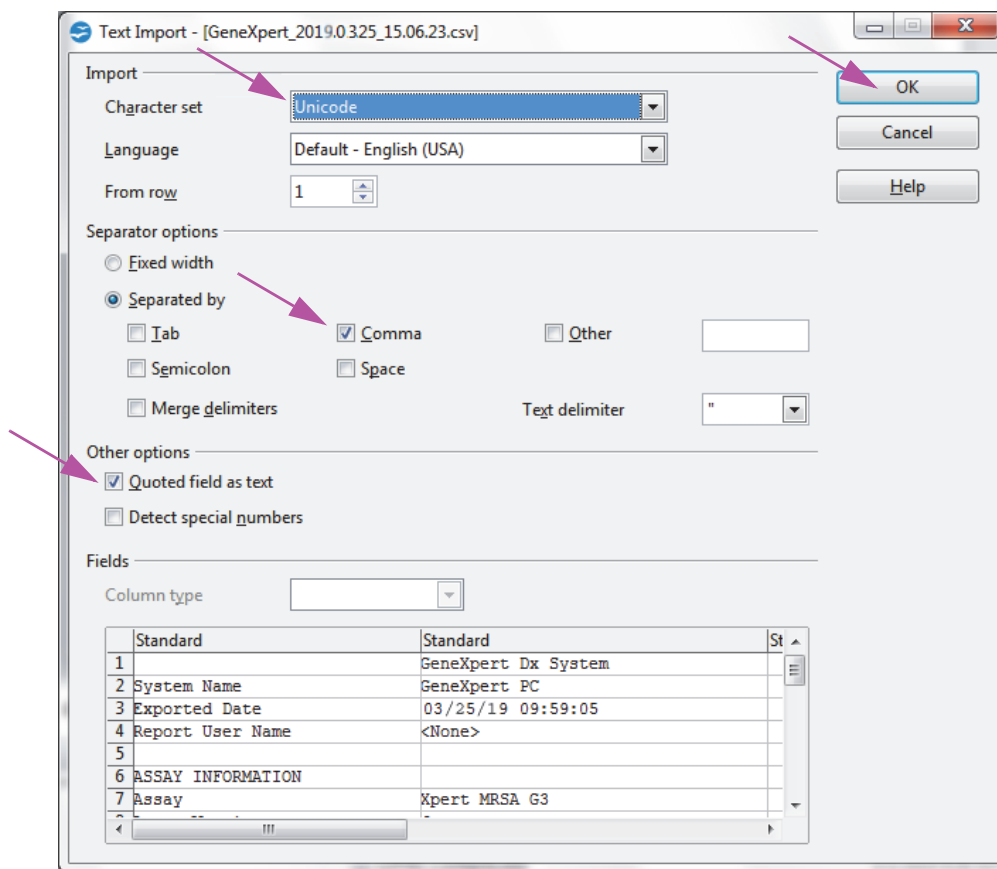 Text Import - [GeneXpert_2019.0.325_15.06.23.csv]
Import
Character set Unicode
Language Default - English (USA)
From row 1
OK
Cancel
Help
Separator options
Fixed width
Separated by
Tab Comma Other
Semicolon Space
Merge delimiters Text delimiter "
Other options
Quoted field as text
Detect special numbers
Fields
Column type
Standard Standard St
1 GeneXpert Dx System
2 System Name GeneXpert PC
3 Exported Date 03/25/19 09:59:05
4 Report User Name <None>
5
6 ASSAY INFORMATION
7 Assay Xpert MRSA G3